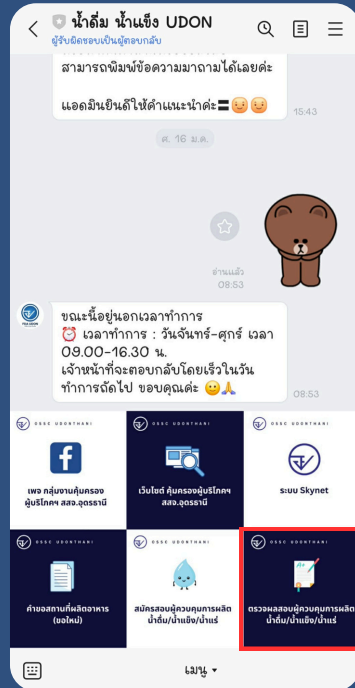 น้ำดื่ม น้ำแข็ง UDON
ผู้รับผิดชอบเป็นผู้ตอบกลับ
สามารถพิมพ์ข้อความมาถามได้เลยค่ะ
แอดมินยินดีให้คำแนะนำค่ะ
15:43
ศ. 16 ม.ค.
อ่านแล้ว
08:53
ขณะนี้อยู่นอกเวลาทำการ
⏰ เวลาทำการ : วันจันทร์-ศุกร์ เวลา
09.00-16.30 น.
เจ้าหน้าที่จะตอบกลับโดยเร็วในวัน
ทำการถัดไป ขอบคุณค่ะ 🙂🙏
08:53
OSSC UDONTHANI
เพจ กลุ่มงานคุ้มครอง
ผู้บริโภคฯ สสจ.อุดรธานี
OSSC UDONTHANI
เว็บไซต์ คุ้มครองผู้บริโภคฯ
สสจ.อุดรธานี
OSSC UDONTHANI
ระบบ Skynet
OSSC UDONTHANI
คำขอสถานที่ผลิตอาหาร
(ขอใหม่)
OSSC UDONTHANI
สมัครสอบผู้ควบคุมการผลิต
น้ำดื่ม/น้ำแข็ง/น้ำแร่
OSSC UDONTHANI
A+
ตรวจผลสอบผู้ควบคุมการผลิต
น้ำดื่ม/น้ำแข็ง/น้ำแร่
เมนู ▾